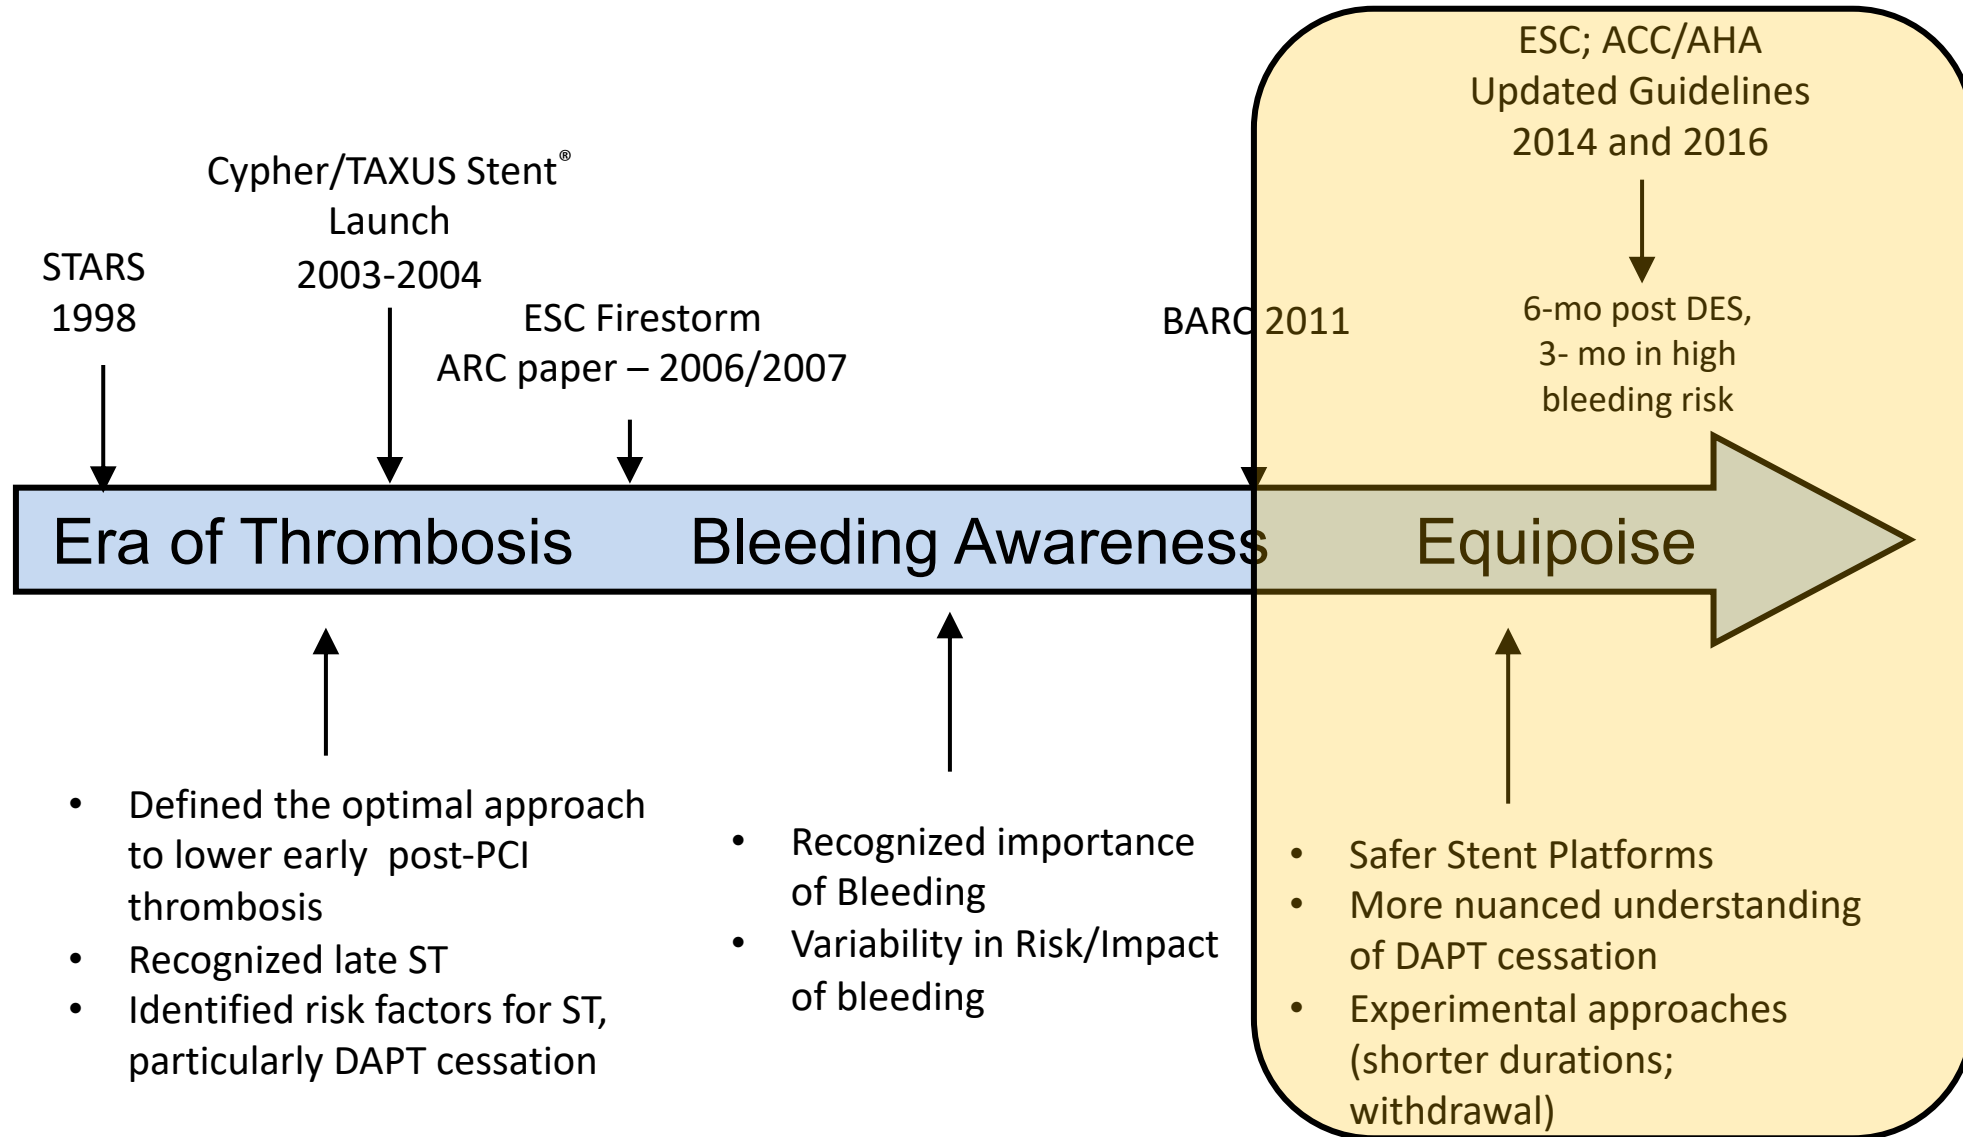 ESC; ACC/AHA
Updated Guidelines
2014 and 2016
Cypher/TAXUS Stent®
Launch
2003-2004
STARS
1998
ESC Firestorm
ARC paper – 2006/2007
BARC 2011
6-mo post DES,
3- mo in high
bleeding risk
Era of Thrombosis
Bleeding Awareness
Equipoise
• Defined the optimal approach
to lower early  post-PCI
thrombosis
• Recognized late ST
• Identified risk factors for ST,
particularly DAPT cessation
• Recognized importance
of Bleeding
• Variability in Risk/Impact
of bleeding
• Safer Stent Platforms
• More nuanced understanding
of DAPT cessation
• Experimental approaches
(shorter durations;
withdrawal)